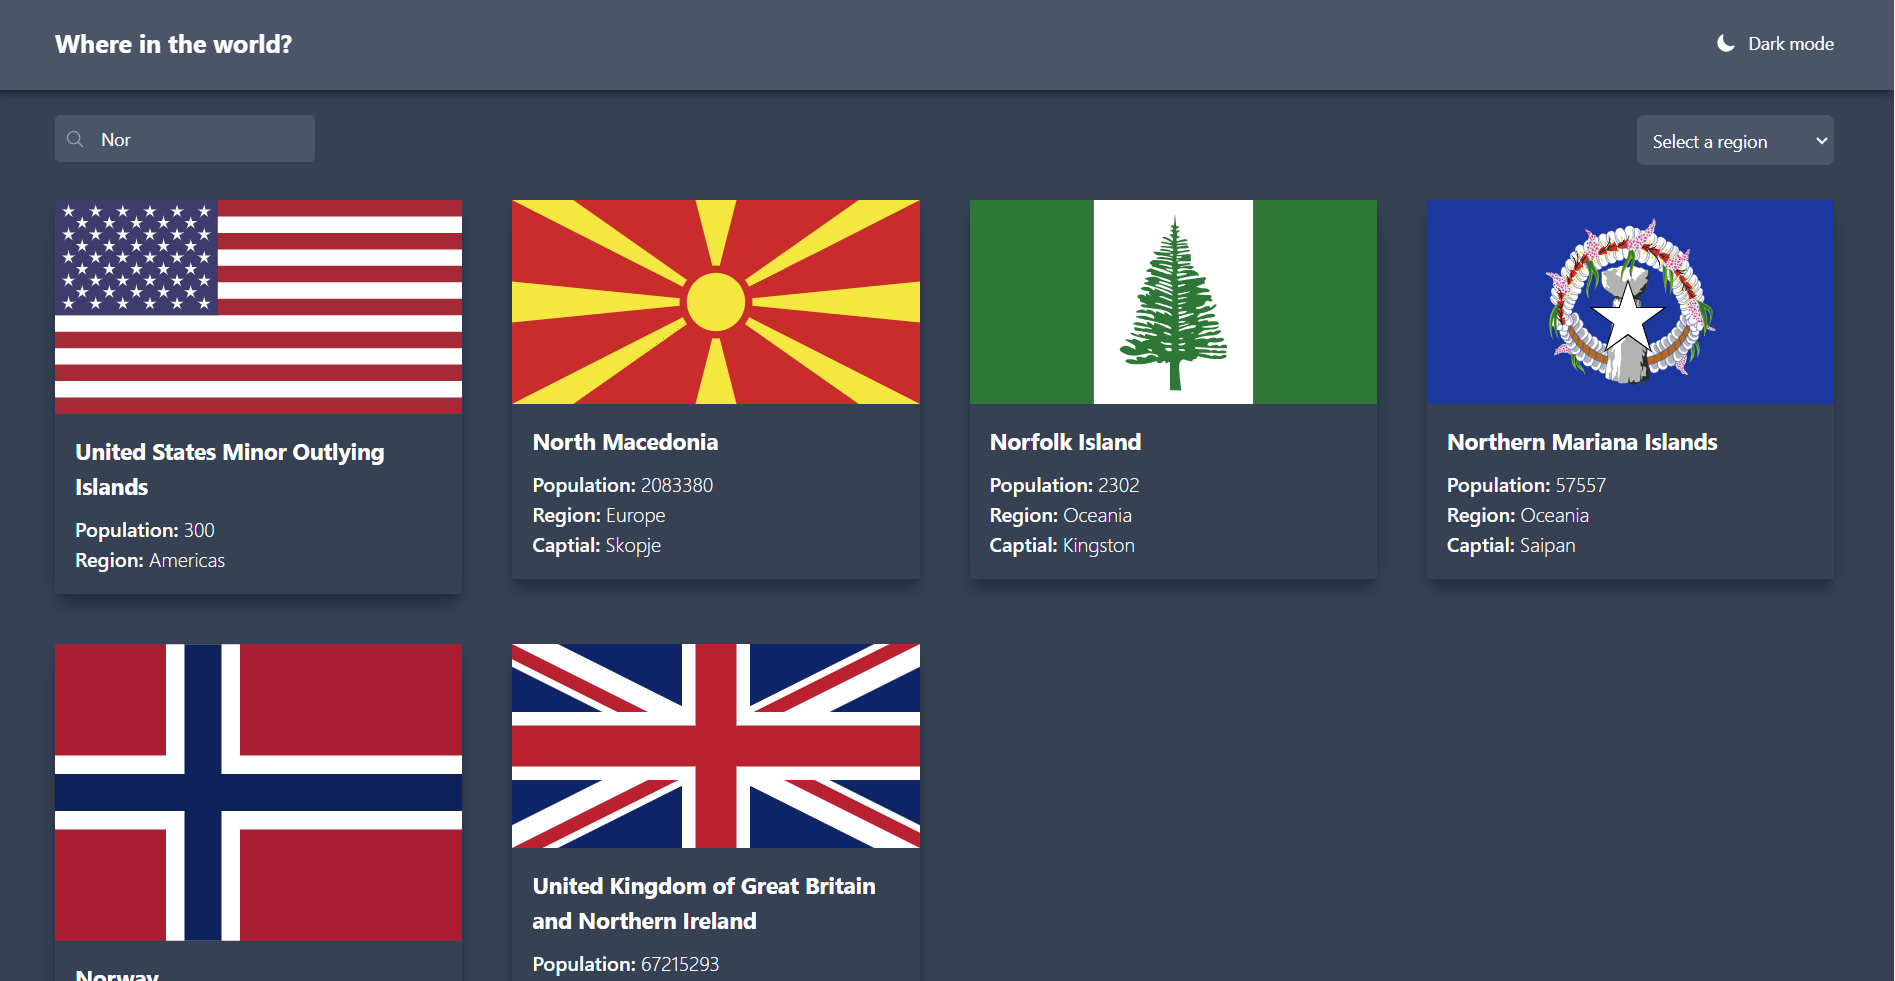 Where in the world?
Dark mode
Nor
Select a region
United States Minor Outlying
Islands
Population: 300
Region: Americas
North Macedonia
Population: 2083380
Region: Europe
Captial: Skopje
Norfolk Island
Population: 2302
Region: Oceania
Captial: Kingston
Northern Mariana Islands
Population: 57557
Region: Oceania
Captial: Saipan
Norway
United Kingdom of Great Britain
and Northern Ireland
Population: 67215293